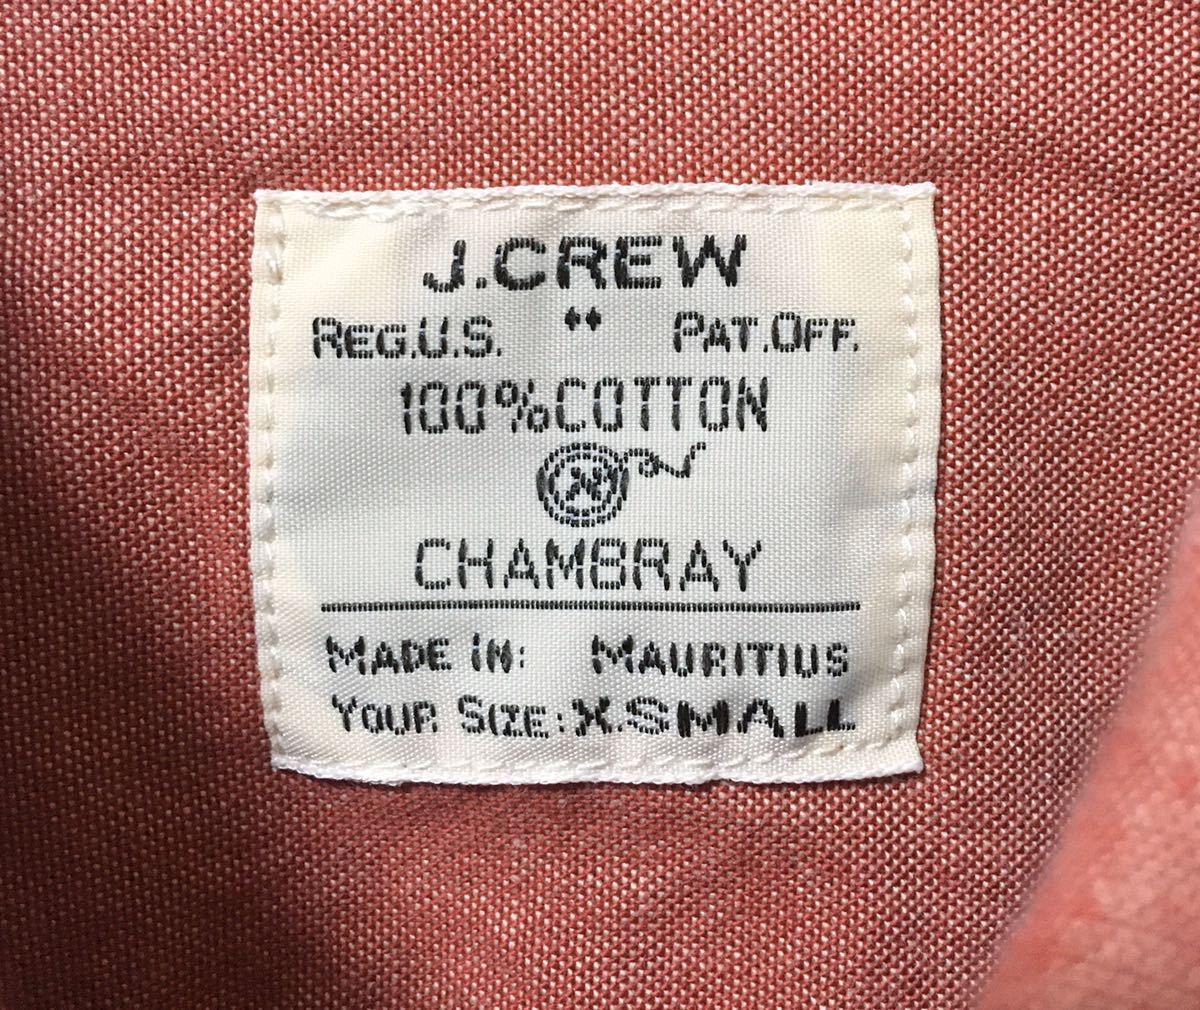 J.CREW
REG.U.S. PAT.OFF.
100%COTTON
CHAMBRAY
MADE IN: MAURITIUS
YOUR SIZE: X.SMALL